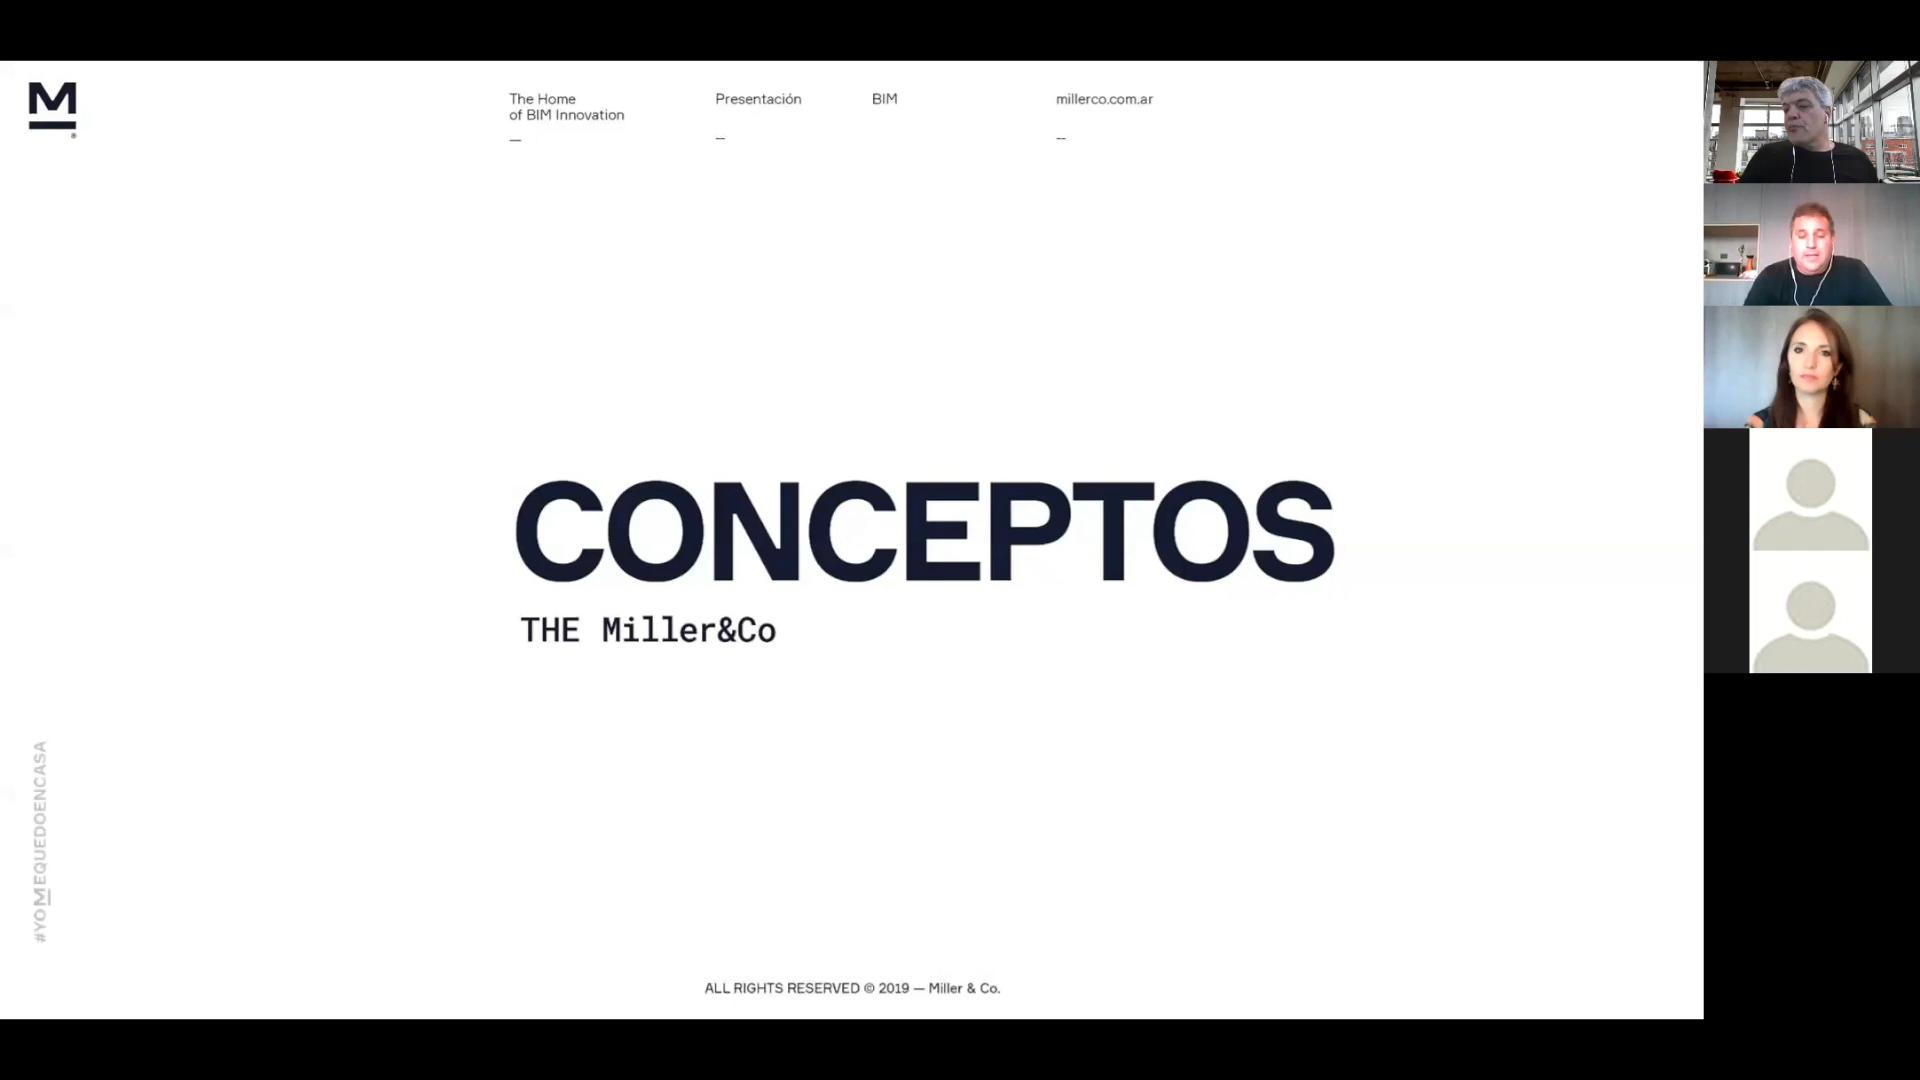 M
The Home
of BIM Innovation
—
Presentación
—
BIM
millerco.com.ar
—
CONCEPTOS
THE Miller&Co
#YOMEQUEDOENCASA
ALL RIGHTS RESERVED © 2019 — Miller & Co.